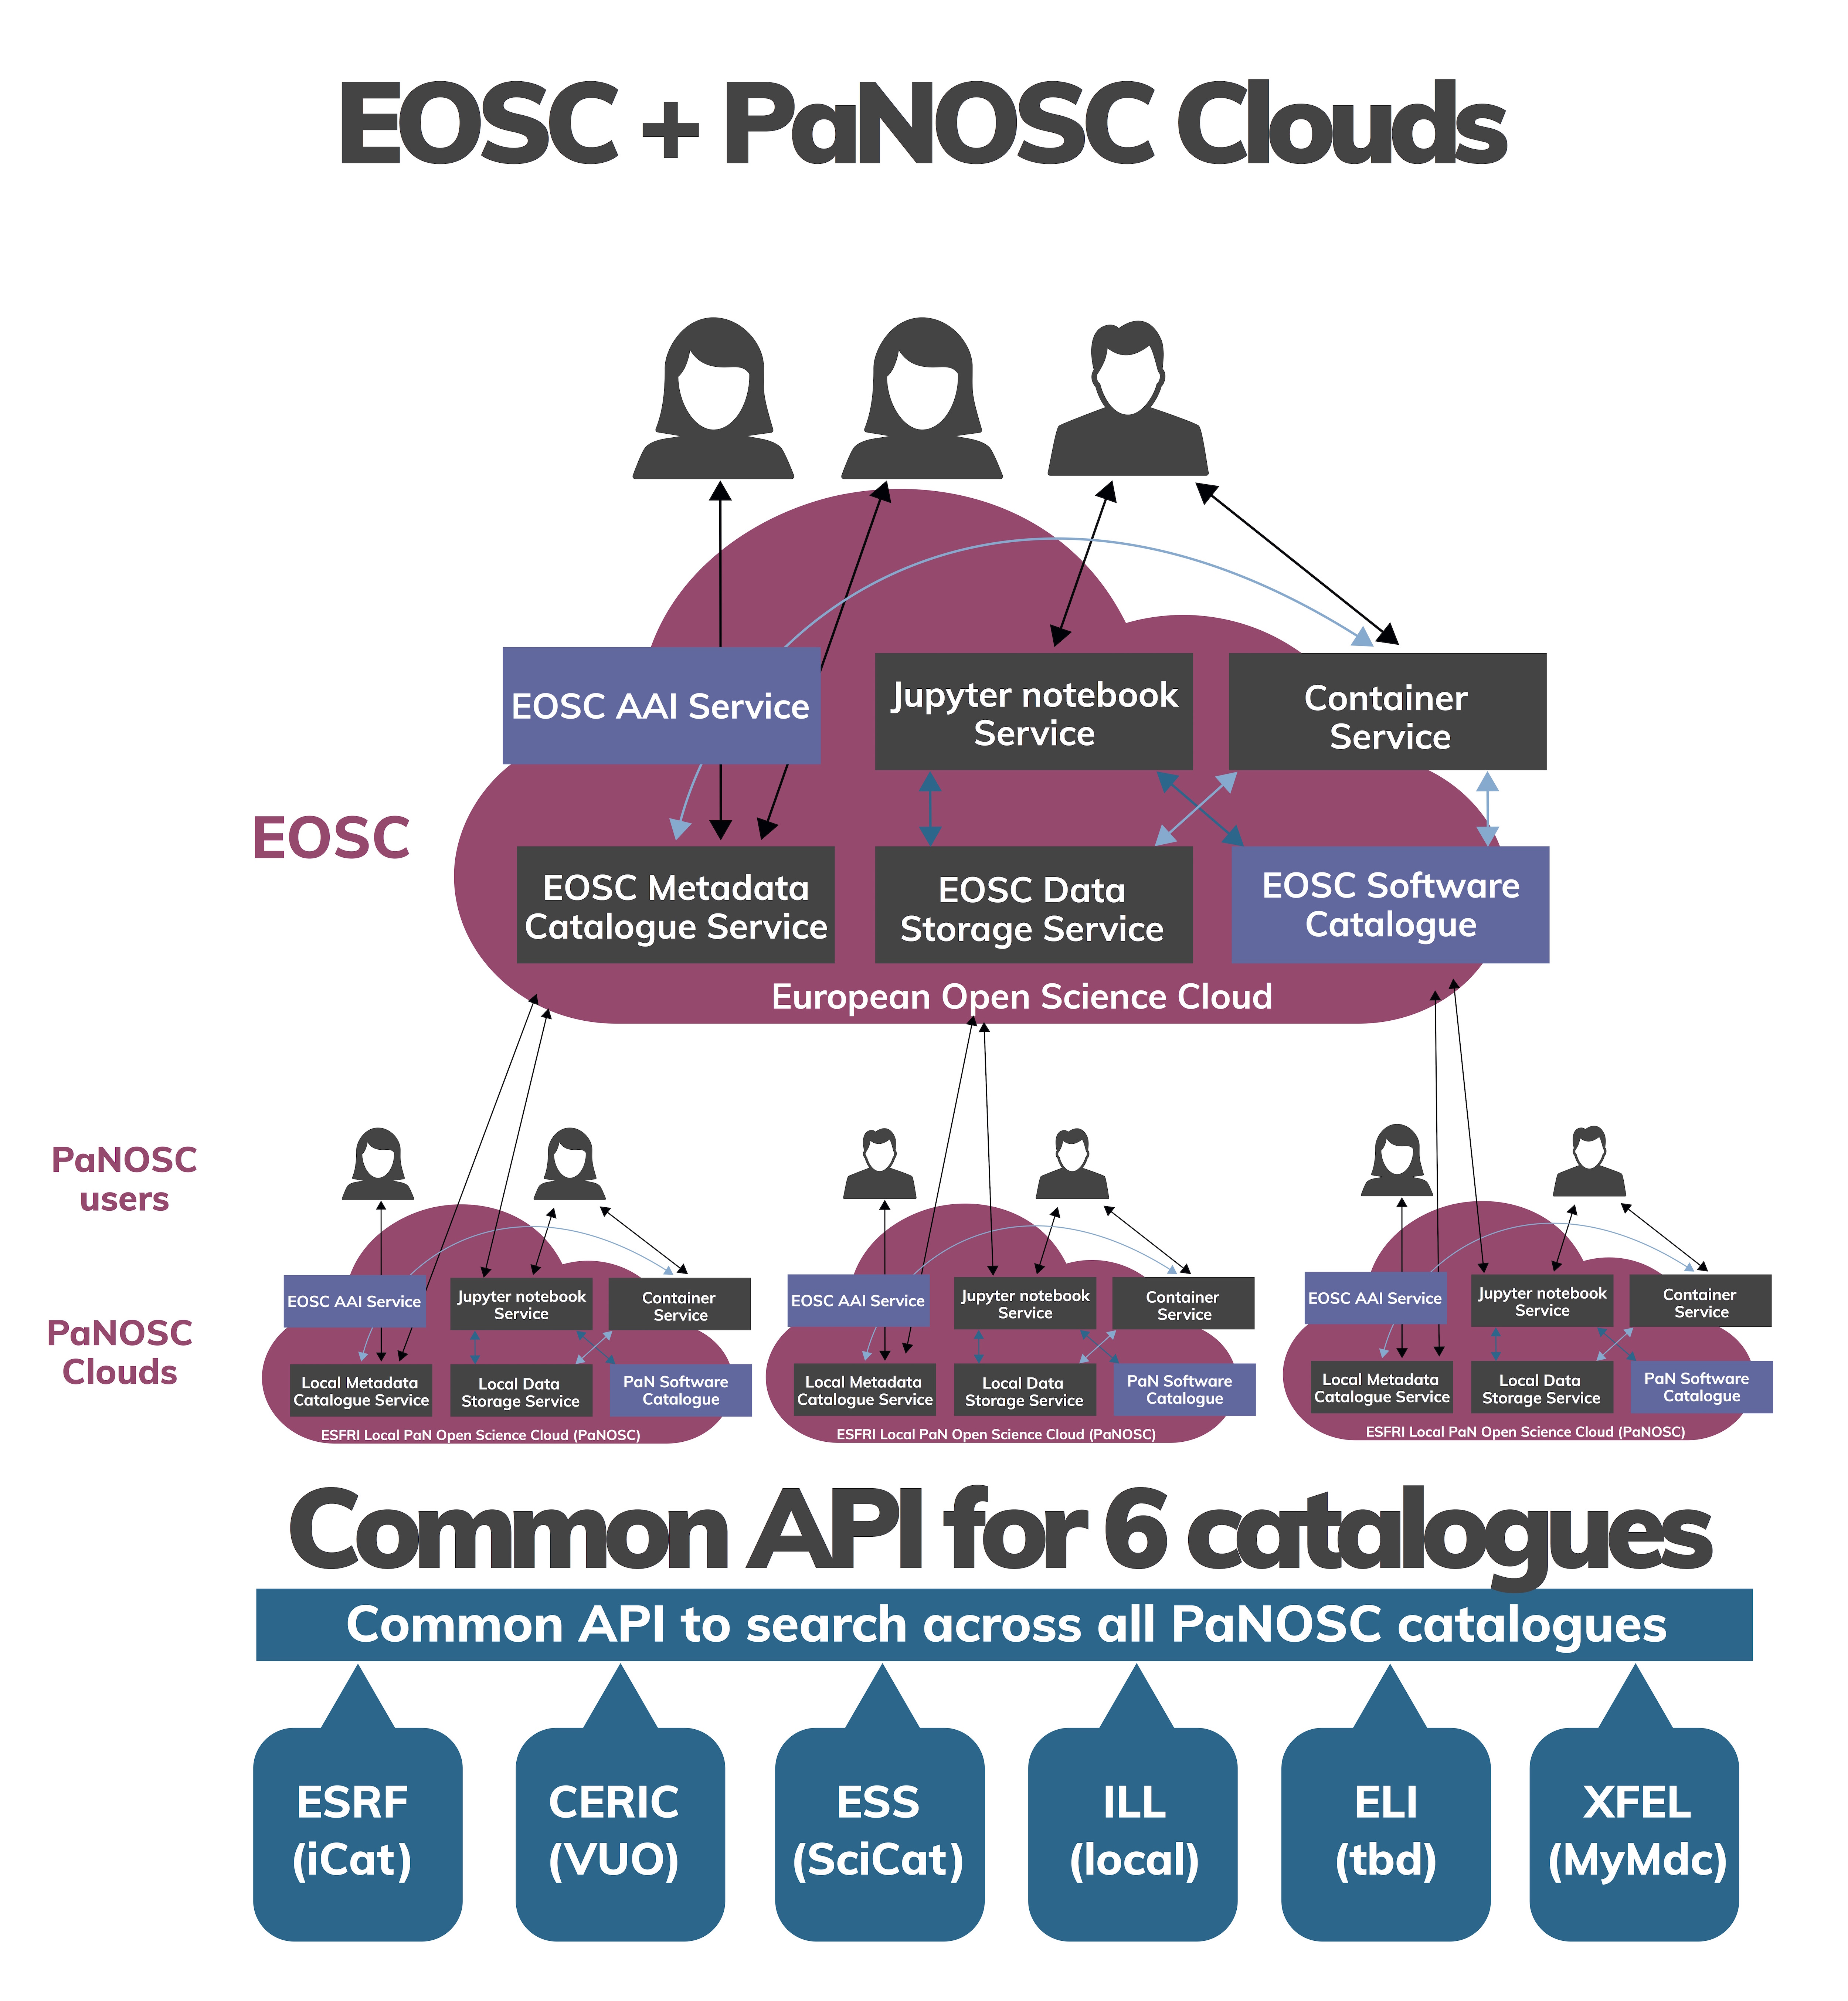 EOSC + PaNOSC Clouds
EOSC AAI Service
Jupyter notebook
Service
Container
Service
EOSC
EOSC Metadata
Catalogue Service
EOSC Data
Storage Service
EOSC Software
Catalogue
European Open Science Cloud
PaNOSC
users
PaNOSC
Clouds
EOSC AAI Service
Jupyter notebook
Service
Container
Service
Local Metadata
Catalogue Service
Local Data
Storage Service
PaN Software
Catalogue
ESFRI Local PaN Open Science Cloud (PaNOSC)
EOSC AAI Service
Jupyter notebook
Service
Container
Service
Local Metadata
Catalogue Service
Local Data
Storage Service
PaN Software
Catalogue
ESFRI Local PaN Open Science Cloud (PaNOSC)
EOSC AAI Service
Jupyter notebook
Service
Container
Service
Local Metadata
Catalogue Service
Local Data
Storage Service
PaN Software
Catalogue
ESFRI Local PaN Open Science Cloud (PaNOSC)
Common API for 6 catalogues
Common API to search across all PaNOSC catalogues
ESRF
(iCat)
CERIC
(VUO)
ESS
(SciCat)
ILL
(local)
ELI
(tbd)
XFEL
(MyMdc)